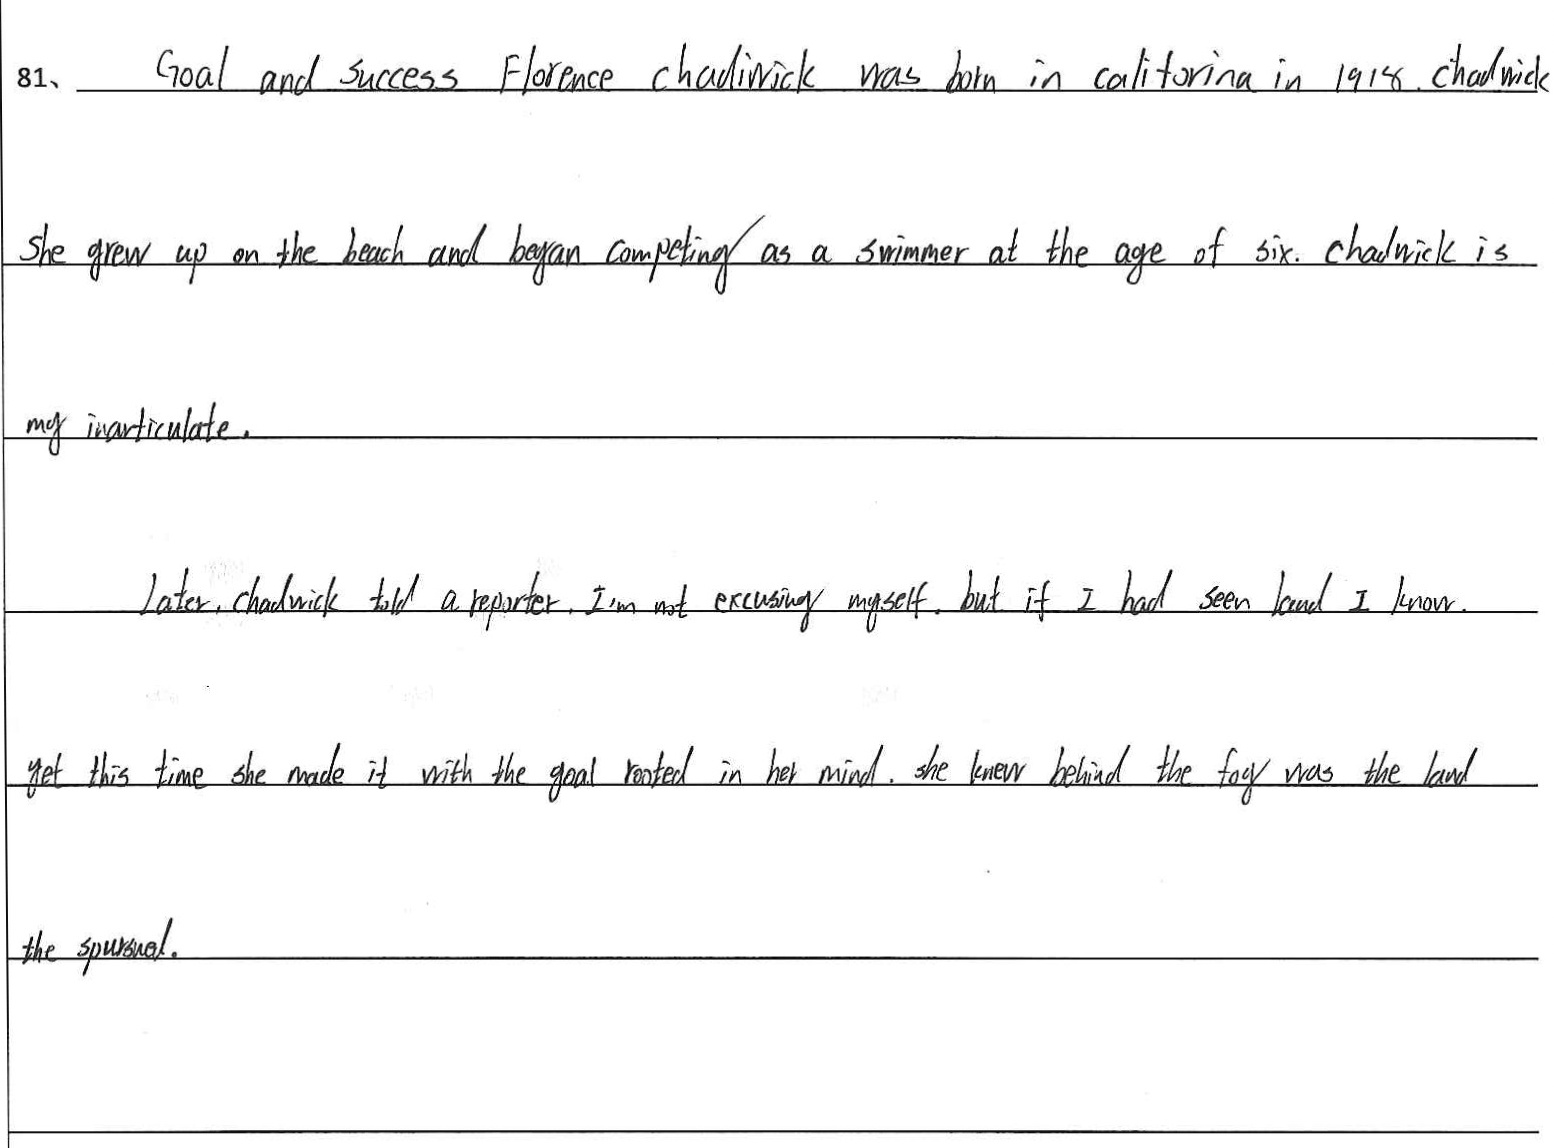 81、 Goal and success Florence chadiwick was born in calitorina in 1918. chadwick
she grew up on the beach and began competing as a swimmer at the age of six. chadwick is
my inarticulate.
Later, chadwick told a reporter. I'm not excusing myself. but if I had seen land I know.
yet this time she made it with the goal rooted in her mind. she knew behind the fog was the land
the